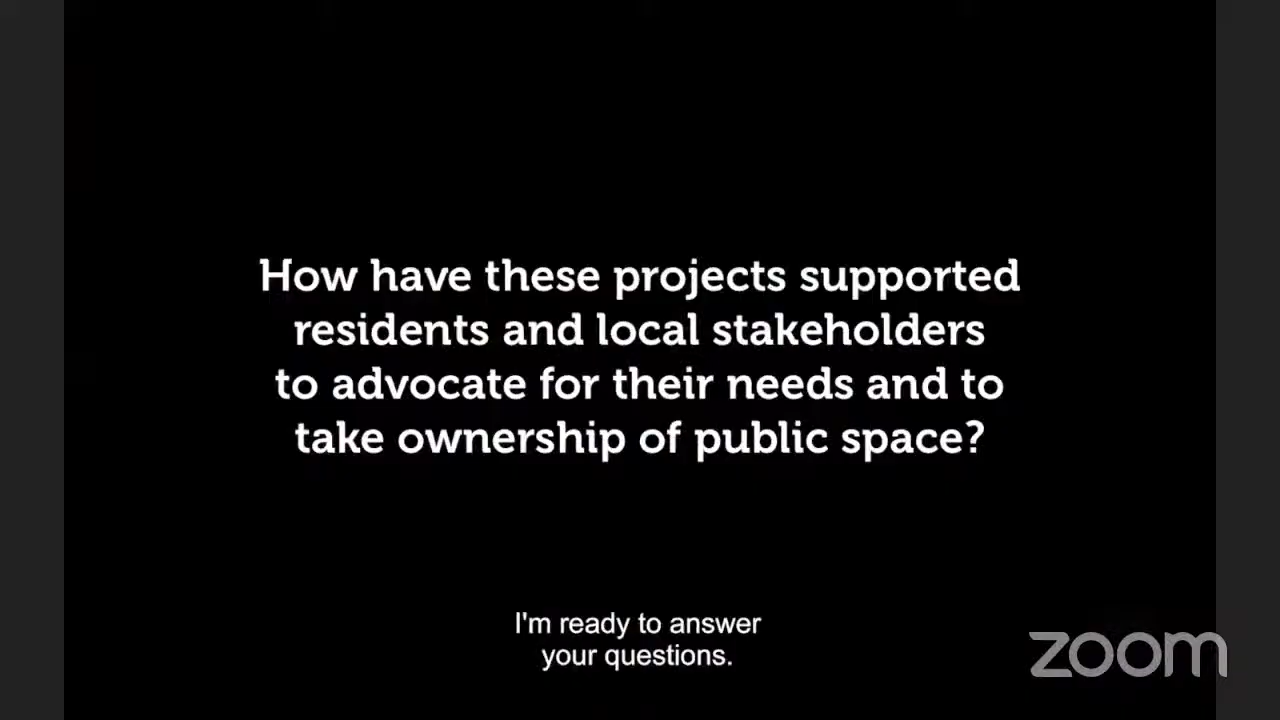 How have these projects supported
residents and local stakeholders
to advocate for their needs and to
take ownership of public space?
I'm ready to answer
your questions.
zoom